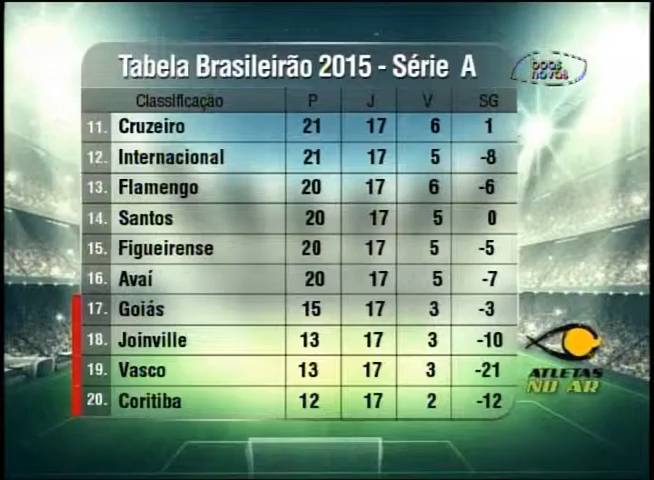 Tabela Brasileirão 2015 - Série A
boas novas
Classificação P J V SG
11. Cruzeiro 21 17 6 1
12. Internacional 21 17 5 -8
13. Flamengo 20 17 6 -6
14. Santos 20 17 5 0
15. Figueirense 20 17 5 -5
16. Avaí 20 17 5 -7
17. Goiás 15 17 3 -3
18. Joinville 13 17 3 -10
19. Vasco 13 17 3 -21
20. Coritiba 12 17 2 -12
ATLETAS
NO AR